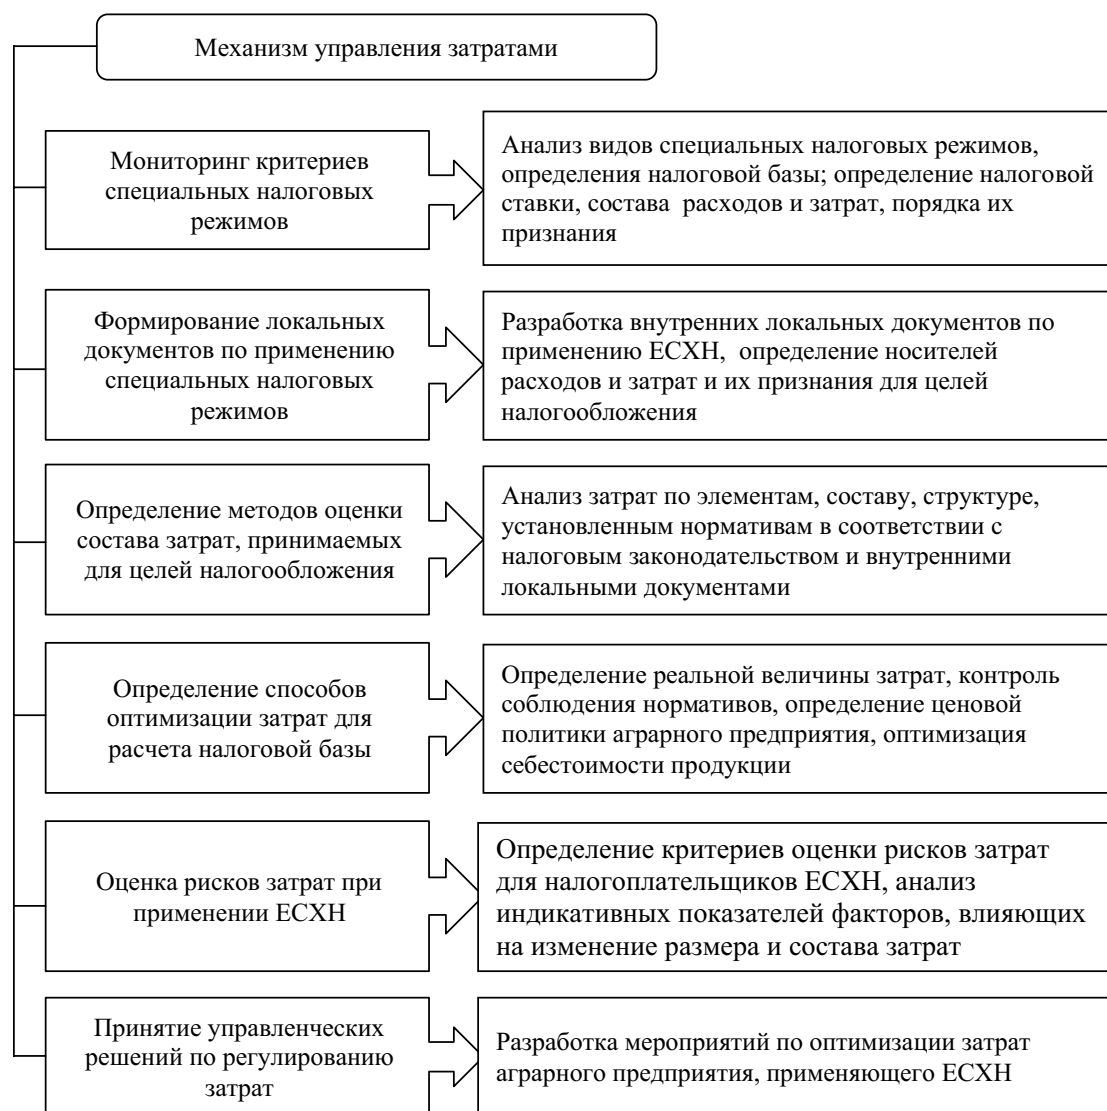 Механизм управления затратами
Мониторинг критериев
специальных налоговых
режимов
Анализ видов специальных налоговых режимов,
определения налоговой базы; определение налоговой
ставки, состава расходов и затрат, порядка их
признания
Формирование локальных
документов по применению
специальных налоговых
режимов
Разработка внутренних локальных документов по
применению ЕСХН, определение носителей
расходов и затрат и их признания для целей
налогообложения
Определение методов оценки
состава затрат, принимаемых
для целей налогообложения
Анализ затрат по элементам, составу, структуре,
установленным нормативам в соответствии с
налоговым законодательством и внутренними
локальными документами
Определение способов
оптимизации затрат для
расчета налоговой базы
Определение реальной величины затрат, контроль
соблюдения нормативов, определение ценовой
политики аграрного предприятия, оптимизация
себестоимости продукции
Оценка рисков затрат при
применении ЕСХН
Определение критериев оценки рисков затрат
для налогоплательщиков ЕСХН, анализ
индикативных показателей факторов, влияющих
на изменение размера и состава затрат
Принятие управленческих
решений по регулированию
затрат
Разработка мероприятий по оптимизации затрат
аграрного предприятия, применяющего ЕСХН